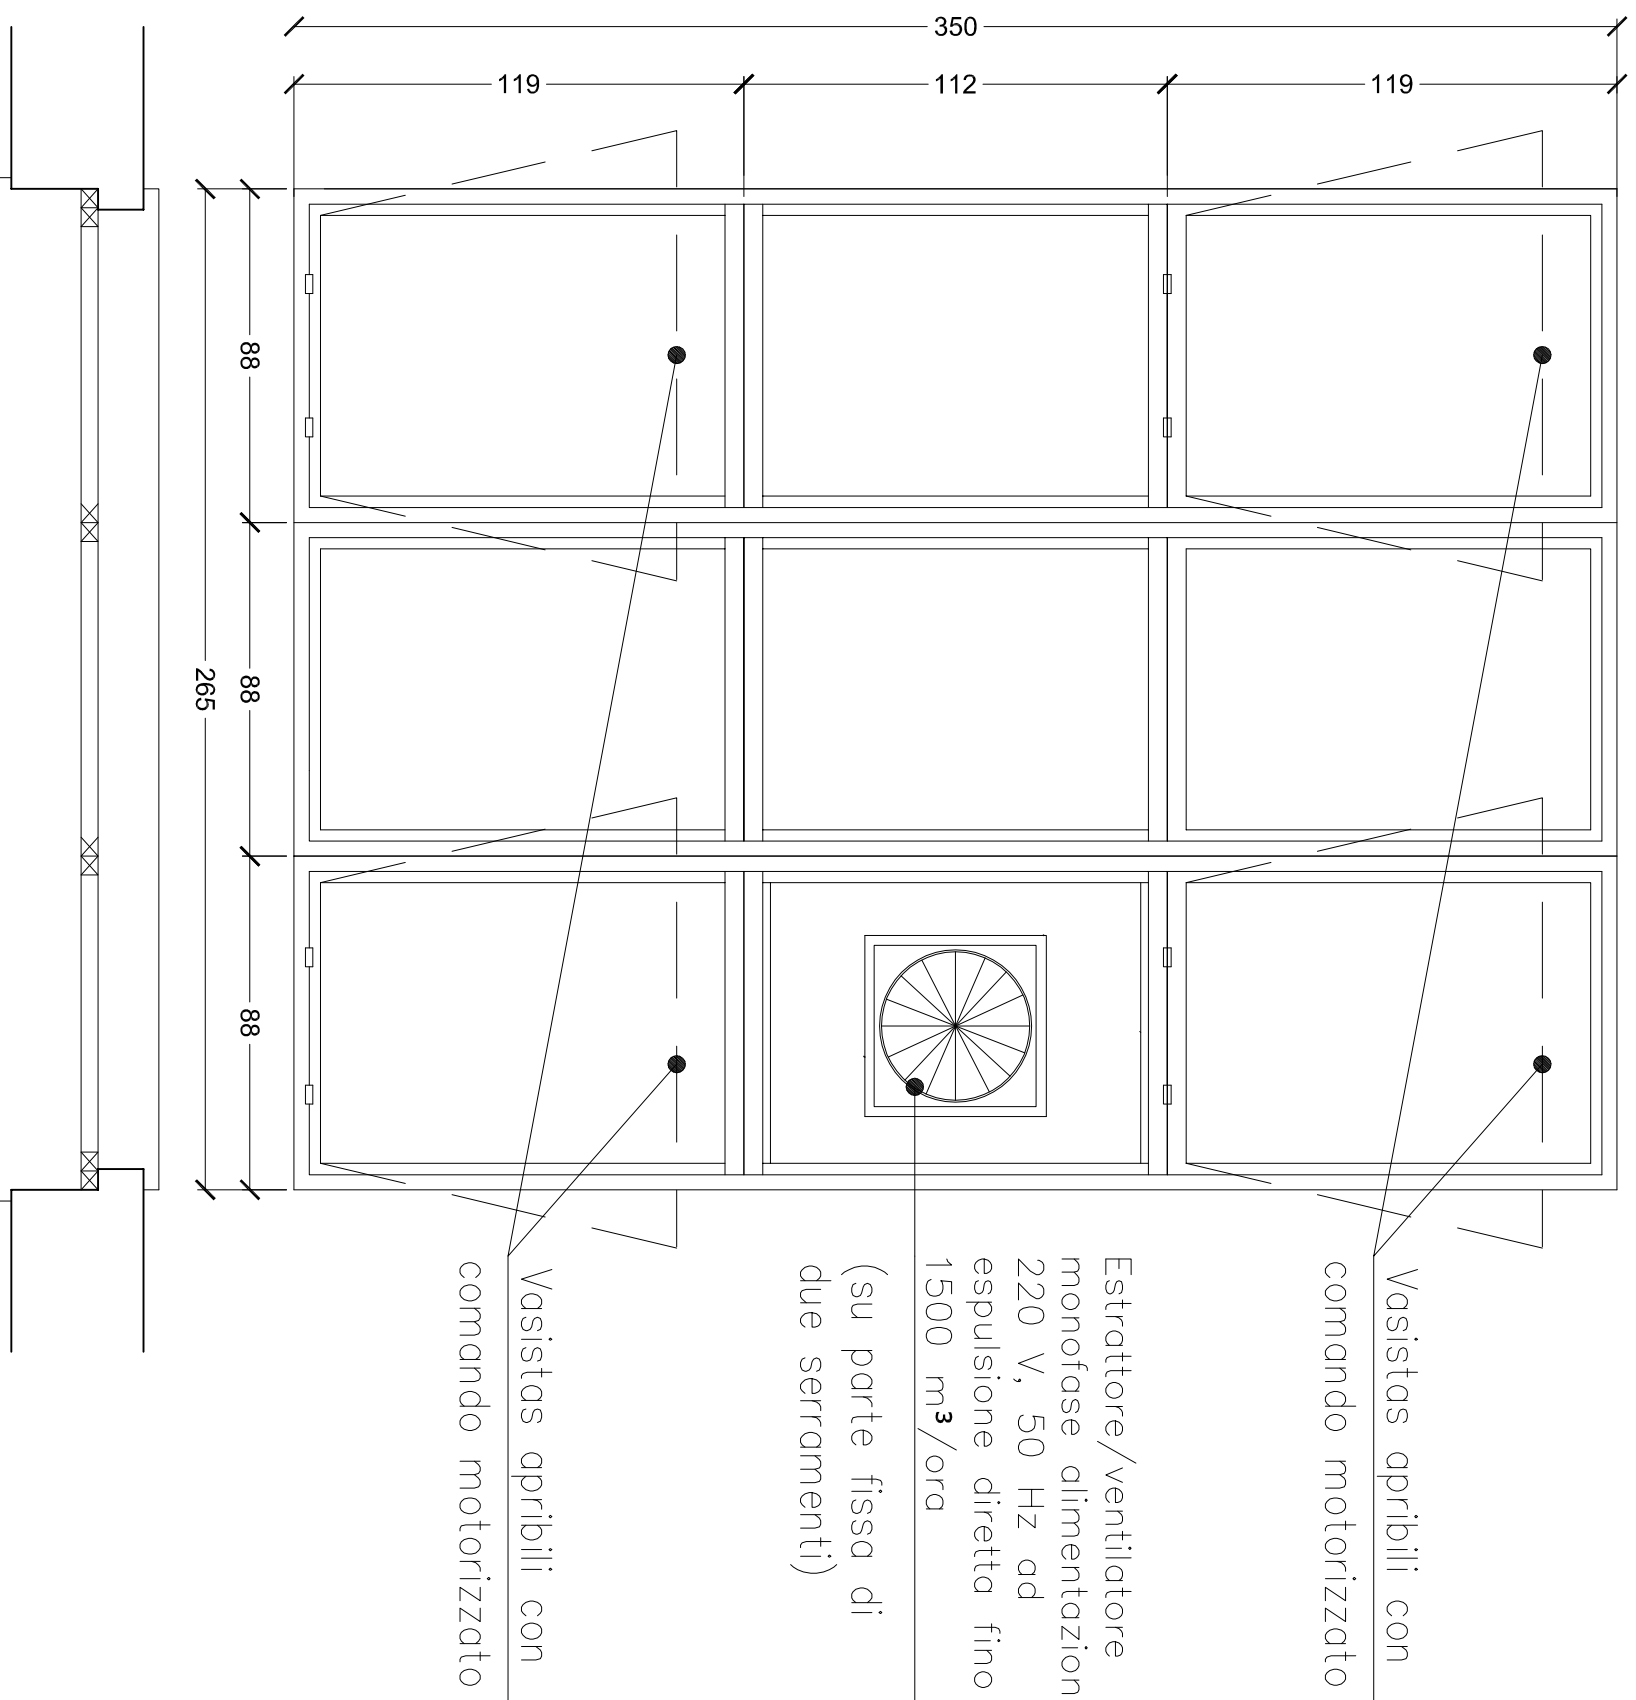 350
119
112
119
88
88
88
265
Vasistas apribili con
comando motorizzato
Estrattore/ventilatore
monofase alimentazion
220 V, 50 Hz ad
espulsione diretta fino
1500 m³/ora
(su parte fissa di
due serramenti)
Vasistas apribili con
comando motorizzato